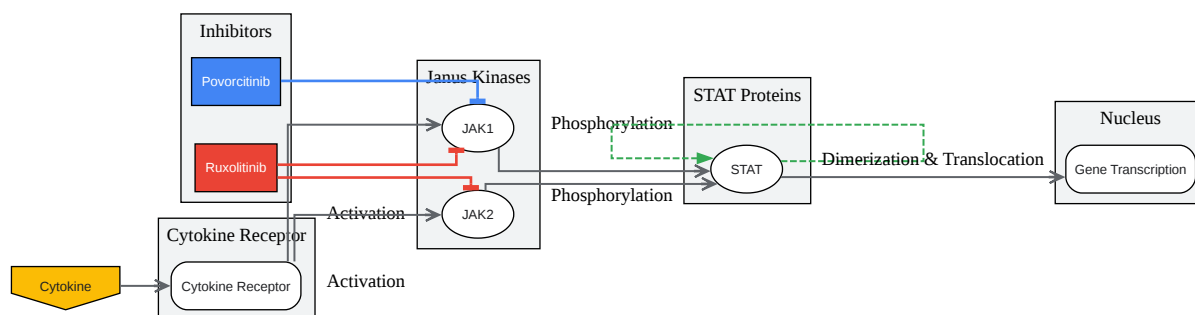 Inhibitors
Povorcitinib
Ruxolitinib
Janus Kinases
JAK1
JAK2
Phosphorylation
Phosphorylation
STAT Proteins
STAT
Dimerization & Translocation
Nucleus
Gene Transcription
Activation
Activation
Cytokine Receptor
Cytokine Receptor
Cytokine